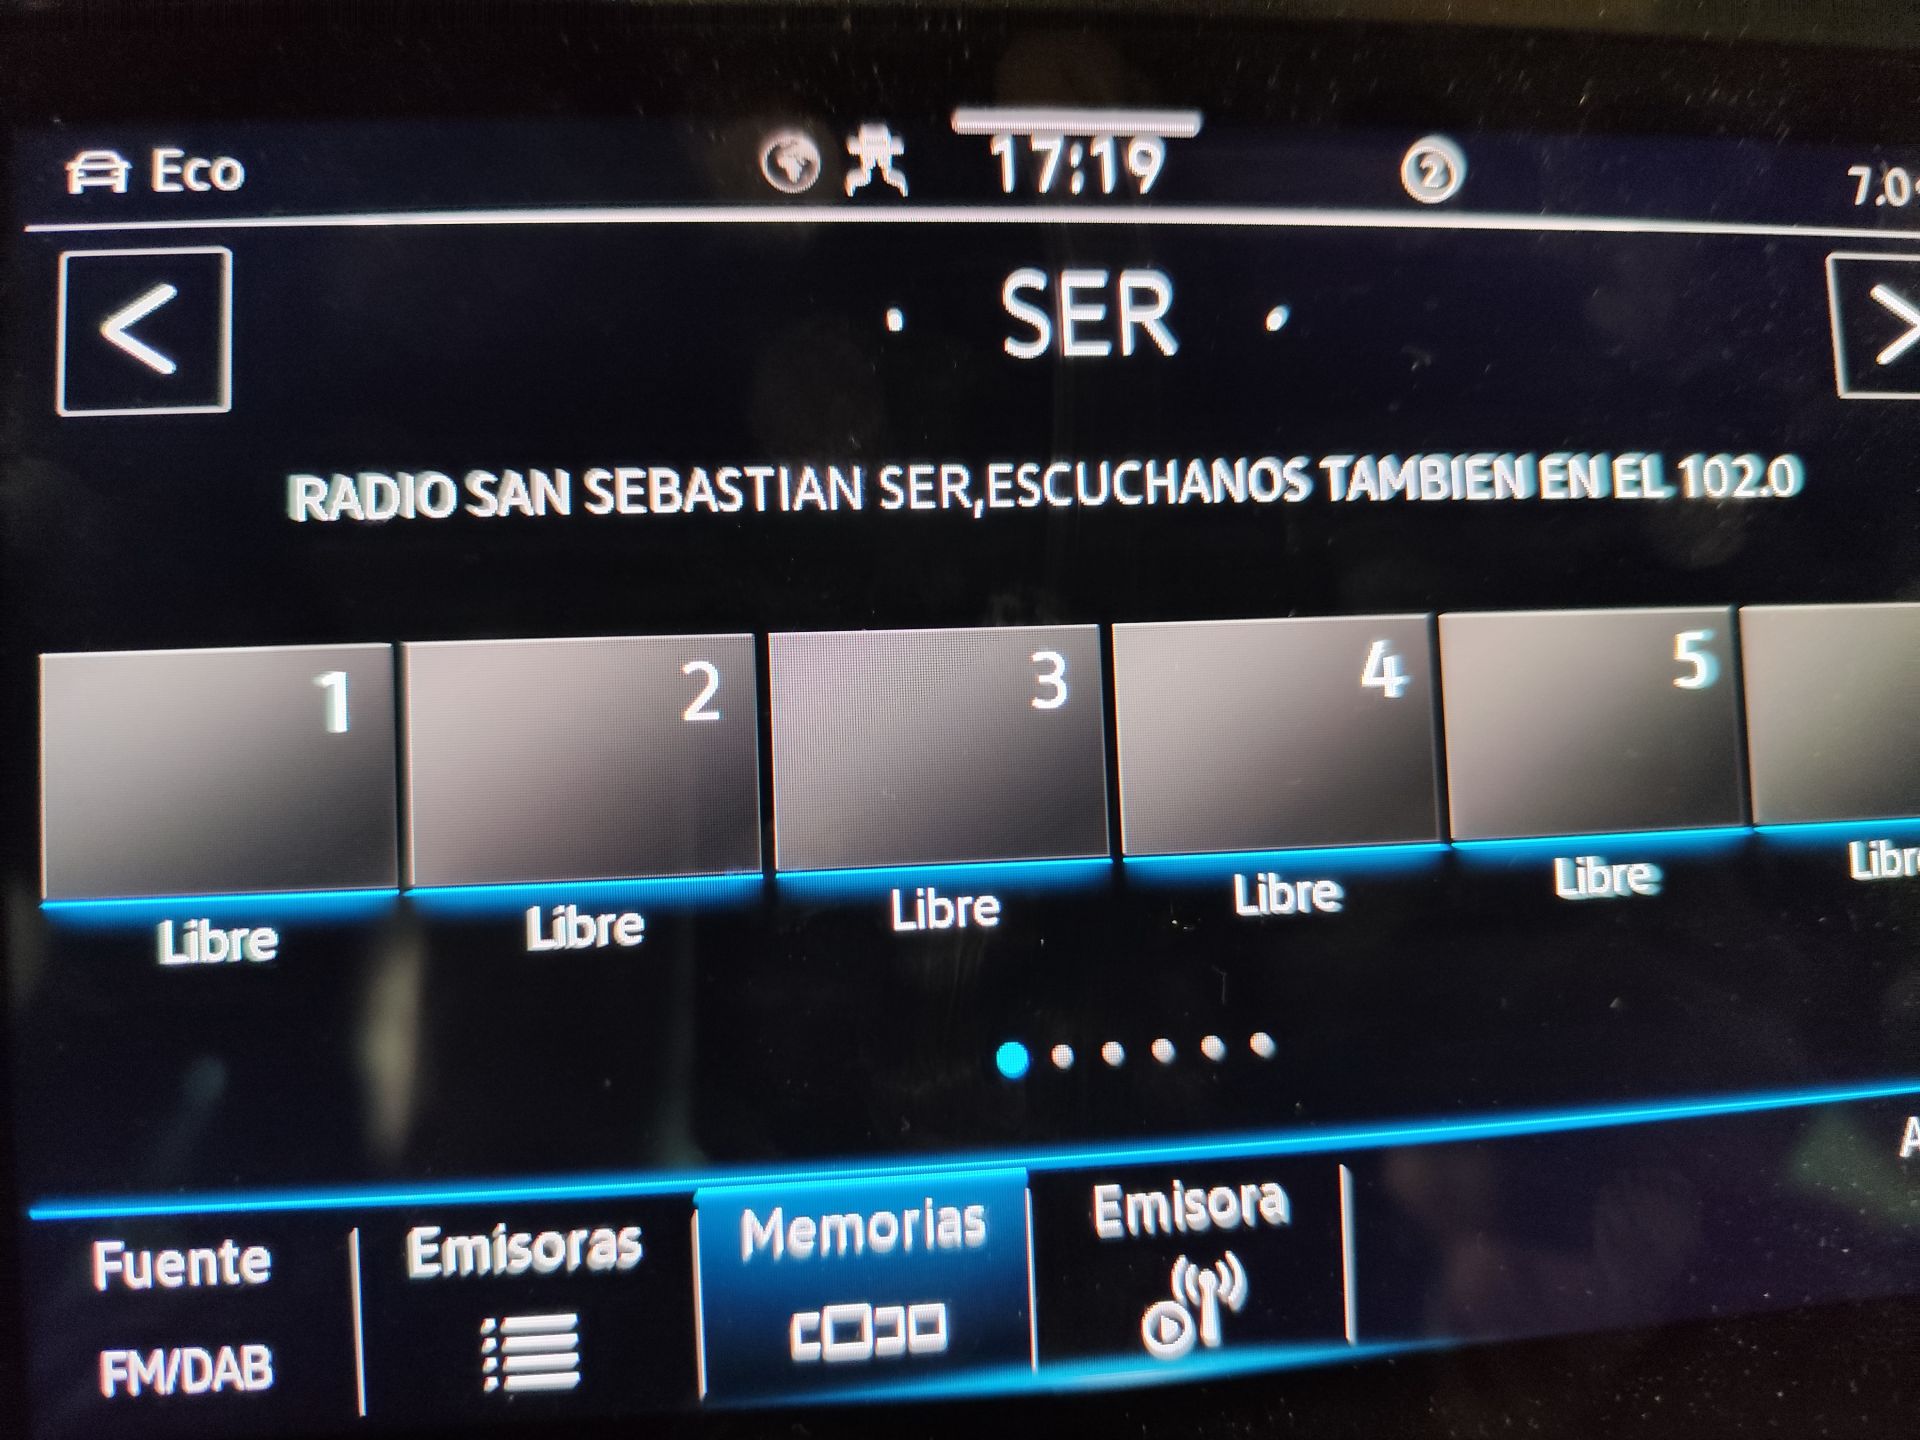 Eco 17:19 2 7.0
SER
RADIO SAN SEBASTIAN SER,ESCUCHANOS TAMBIEN EN EL 102.0
1 2 3 4 5
Libre Libre Libre Libre Libre
Fuente Emisoras Memorias Emisora
FM/DAB